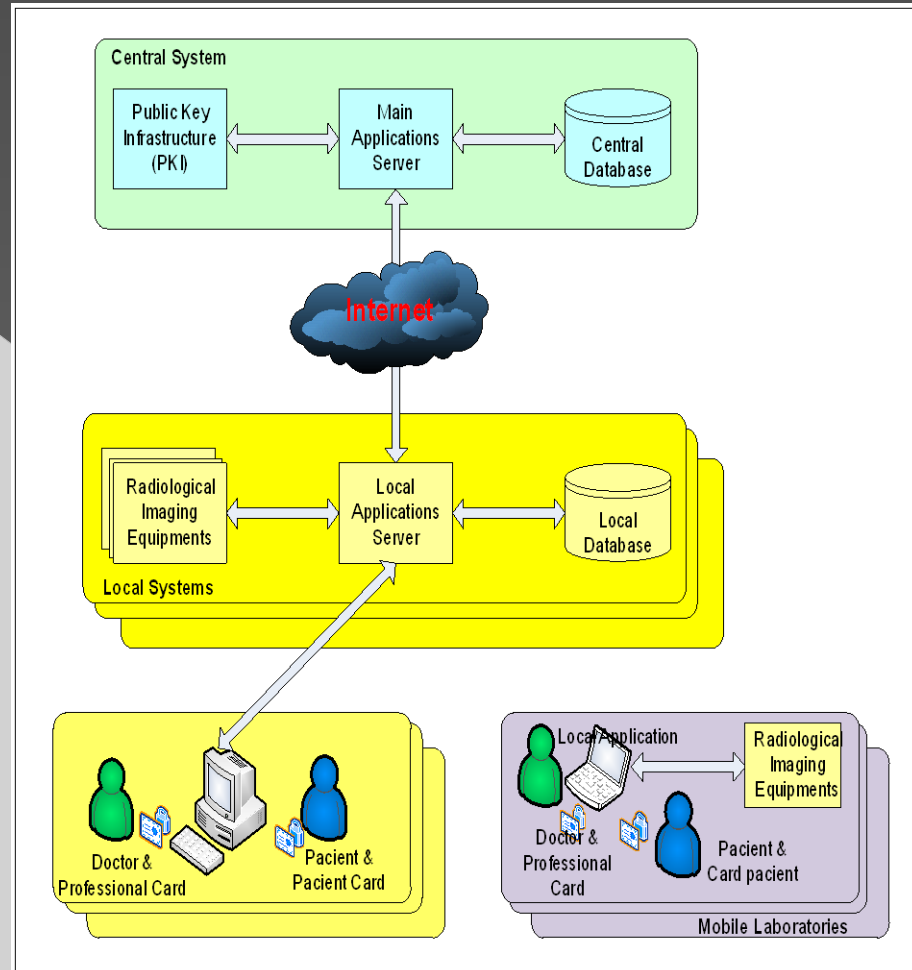 Central System
Public Key
Infrastructure
(PKI)
Main
Applications
Server
Central
Database
Internet
Radiological
Imaging
Equipments
Local
Applications
Server
Local
Database
Local Systems
Doctor &
Professional Card
Pacient &
Pacient Card
Local Application
Radiological
Imaging
Equipments
Doctor &
Professional
Card
Pacient &
Card pacient
Mobile Laboratories